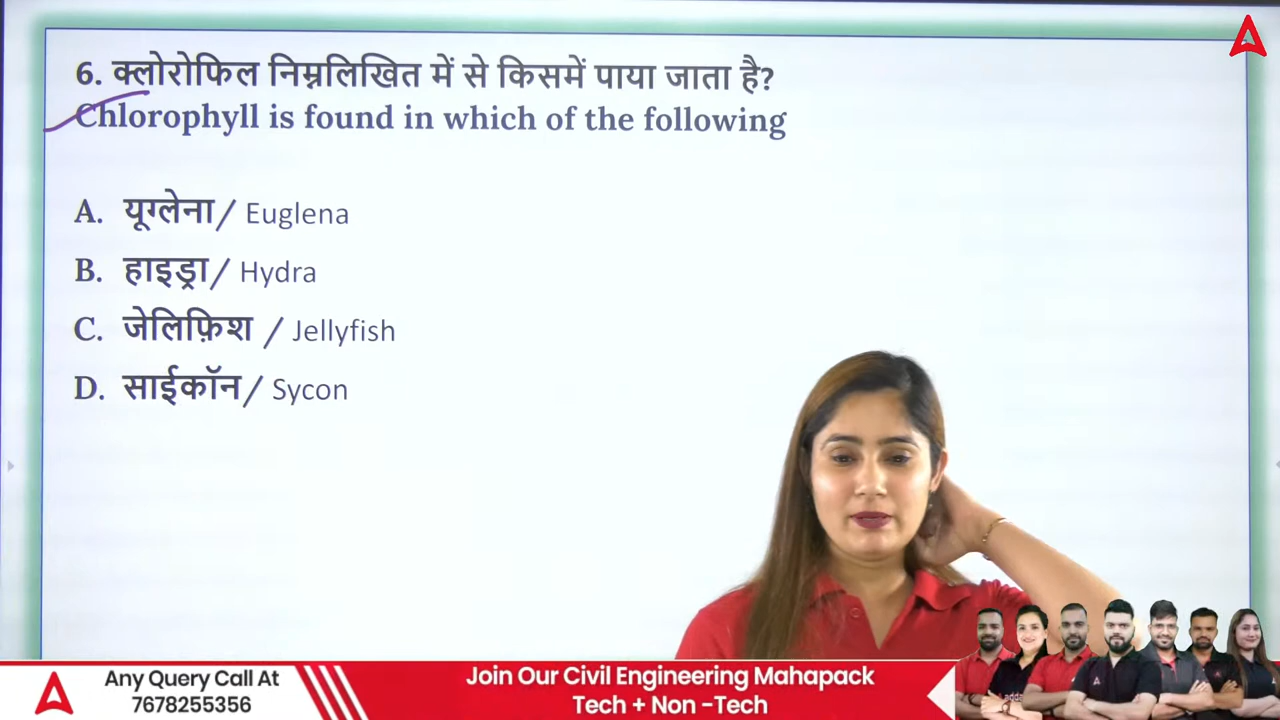 6. क्लोरोफिल निम्नलिखित में से किसमें पाया जाता है?
Chlorophyll is found in which of the following
A. यूग्लेना/ Euglena
B. हाइड्रा/ Hydra
C. जेलिफ़िश / Jellyfish
D. साईकॉन/ Sycon
Any Query Call At
7678255356
Join Our Civil Engineering Mahapack
Tech + Non -Tech